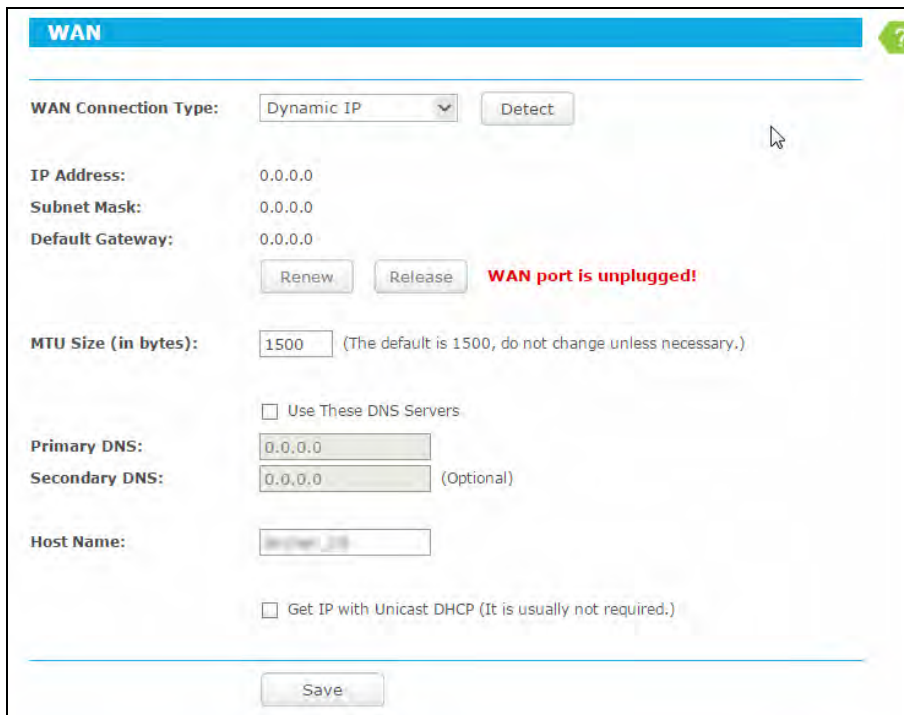 WAN
?
WAN Connection Type: Dynamic IP Detect
IP Address: 0.0.0.0
Subnet Mask: 0.0.0.0
Default Gateway: 0.0.0.0
Renew Release WAN port is unplugged!
MTU Size (in bytes): 1500 (The default is 1500, do not change unless necessary.)
Use These DNS Servers
Primary DNS: 0.0.0.0
Secondary DNS: 0.0.0.0 (Optional)
Host Name:
Get IP with Unicast DHCP (It is usually not required.)
Save